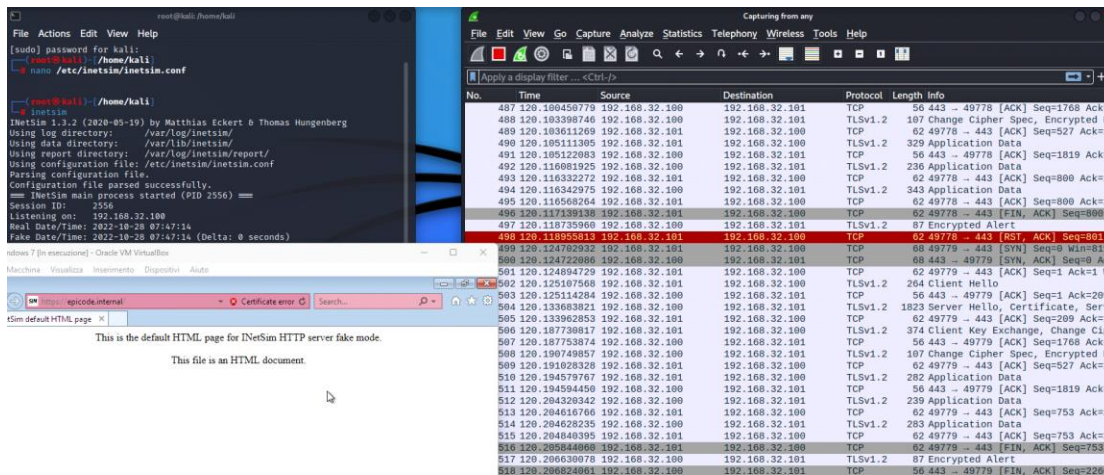 root@kali: /home/kali
File Actions Edit View Help
[sudo] password for kali:
(root㉿kali)-[/home/kali]
# nano /etc/inetsim/inetsim.conf
(root㉿kali)-[/home/kali]
# inetsim
INetSim 1.3.2 (2020-05-19) by Matthias Eckert & Thomas Hungenberg
Using log directory: /var/log/inetsim/
Using data directory: /var/lib/inetsim/
Using report directory: /var/log/inetsim/report/
Using configuration file: /etc/inetsim/inetsim.conf
Parsing configuration file.
Configuration file parsed successfully.
=== INetSim main process started (PID 2556) ===
Session ID: 2556
Listening on: 192.168.32.100
Real Date/Time: 2022-10-28 07:47:14
Fake Date/Time: 2022-10-28 07:47:14 (Delta: 0 seconds)
ndows 7 [In esecuzione] - Oracle VM VirtualBox
Macchina Visualizza Inserimento Dispositivi Aiuto
https://epicode.internal Certificate error Search...
tSim default HTML page
This is the default HTML page for INetSim HTTP server fake mode.
This file is an HTML document.
Capturing from any
File Edit View Go Capture Analyze Statistics Telephony Wireless Tools Help
Apply a display filter ... <Ctrl-/>
No. Time Source Destination Protocol Length Info
487 120.100450779 192.168.32.100 192.168.32.101 TCP 56 443 → 49778 [ACK] Seq=1768 Ack
488 120.103398746 192.168.32.100 192.168.32.101 TLSv1.2 107 Change Cipher Spec, Encrypted
489 120.103611269 192.168.32.101 192.168.32.100 TCP 62 49778 → 443 [ACK] Seq=527 Ack=
490 120.105111305 192.168.32.101 192.168.32.100 TLSv1.2 329 Application Data
491 120.105122083 192.168.32.100 192.168.32.101 TCP 56 443 → 49778 [ACK] Seq=1819 Ack
492 120.116081925 192.168.32.100 192.168.32.101 TLSv1.2 236 Application Data
493 120.116332272 192.168.32.101 192.168.32.100 TCP 62 49778 → 443 [ACK] Seq=800 Ack=
494 120.116342975 192.168.32.100 192.168.32.101 TLSv1.2 343 Application Data
495 120.116568264 192.168.32.101 192.168.32.100 TCP 62 49778 → 443 [ACK] Seq=800 Ack=
496 120.117139138 192.168.32.101 192.168.32.100 TCP 62 49778 → 443 [FIN, ACK] Seq=800
497 120.118735960 192.168.32.100 192.168.32.101 TLSv1.2 87 Encrypted Alert
498 120.118955813 192.168.32.101 192.168.32.100 TCP 62 49778 → 443 [RST, ACK] Seq=801
499 120.124702932 192.168.32.101 192.168.32.100 TCP 68 49779 → 443 [SYN] Seq=0 Win=81
500 120.124722086 192.168.32.100 192.168.32.101 TCP 68 443 → 49779 [SYN, ACK] Seq=0 A
501 120.124894729 192.168.32.101 192.168.32.100 TCP 62 49779 → 443 [ACK] Seq=1 Ack=1
502 120.125107568 192.168.32.101 192.168.32.100 TLSv1.2 264 Client Hello
503 120.125114284 192.168.32.100 192.168.32.101 TCP 56 443 → 49779 [ACK] Seq=1 Ack=20
504 120.133683821 192.168.32.100 192.168.32.101 TLSv1.2 1823 Server Hello, Certificate, Ser
505 120.133962853 192.168.32.101 192.168.32.100 TCP 62 49779 → 443 [ACK] Seq=209 Ack=
506 120.187730817 192.168.32.101 192.168.32.100 TLSv1.2 374 Client Key Exchange, Change Ci
507 120.187753874 192.168.32.100 192.168.32.101 TCP 56 443 → 49779 [ACK] Seq=1768 Ack
508 120.190749857 192.168.32.100 192.168.32.101 TLSv1.2 107 Change Cipher Spec, Encrypted
509 120.191028328 192.168.32.101 192.168.32.100 TCP 62 49779 → 443 [ACK] Seq=527 Ack=
510 120.194579767 192.168.32.101 192.168.32.100 TLSv1.2 282 Application Data
511 120.194594450 192.168.32.100 192.168.32.101 TCP 56 443 → 49779 [ACK] Seq=1819 Ack
512 120.204320342 192.168.32.100 192.168.32.101 TLSv1.2 239 Application Data
513 120.204616766 192.168.32.101 192.168.32.100 TCP 62 49779 → 443 [ACK] Seq=753 Ack=
514 120.204628235 192.168.32.100 192.168.32.101 TLSv1.2 283 Application Data
515 120.204840395 192.168.32.101 192.168.32.100 TCP 62 49779 → 443 [ACK] Seq=753 Ack=
516 120.205844060 192.168.32.101 192.168.32.100 TCP 62 49779 → 443 [FIN, ACK] Seq=753
517 120.206630078 192.168.32.100 192.168.32.101 TLSv1.2 87 Encrypted Alert
518 120.206824061 192.168.32.100 192.168.32.101 TCP 56 443 → 49779 [FIN, ACK] Seq=226